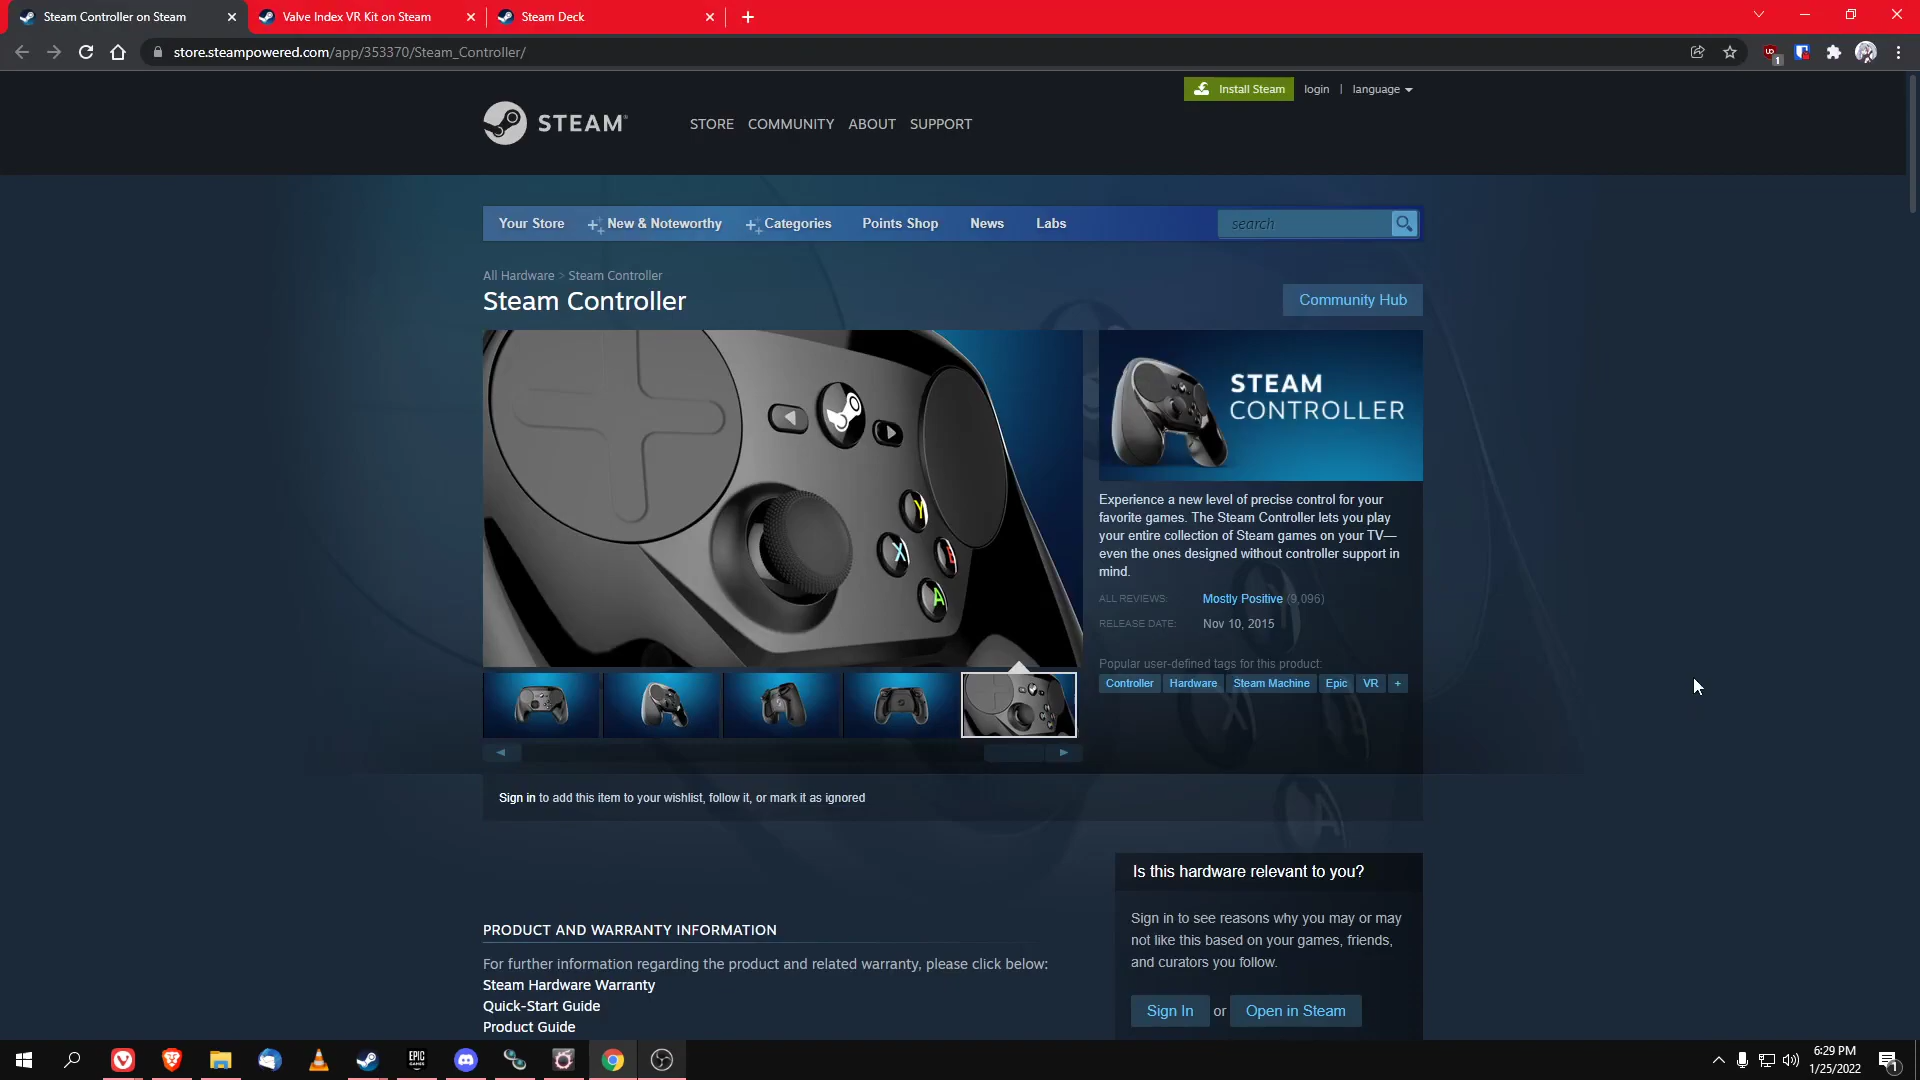 Steam Controller on Steam
Valve Index VR Kit on Steam
Steam Deck
store.steampowered.com/app/353370/Steam_Controller/
1
Install Steam
login | language
STEAM®
STORE COMMUNITY ABOUT SUPPORT
Your Store New & Noteworthy Categories Points Shop News Labs
search
All Hardware > Steam Controller
Steam Controller
Community Hub
Y
X
B
A
STEAM
CONTROLLER
Experience a new level of precise control for your
favorite games. The Steam Controller lets you play
your entire collection of Steam games on your TV—
even the ones designed without controller support in
mind.
ALL REVIEWS: Mostly Positive (9,096)
RELEASE DATE: Nov 10, 2015
Popular user-defined tags for this product:
Controller Hardware Steam Machine Epic VR +
Sign in to add this item to your wishlist, follow it, or mark it as ignored
Is this hardware relevant to you?
Sign in to see reasons why you may or may
not like this based on your games, friends,
and curators you follow.
Sign In or Open in Steam
PRODUCT AND WARRANTY INFORMATION
For further information regarding the product and related warranty, please click below:
Steam Hardware Warranty
Quick-Start Guide
Product Guide
EPIC
GAMES
6:29 PM
1/25/2022
1